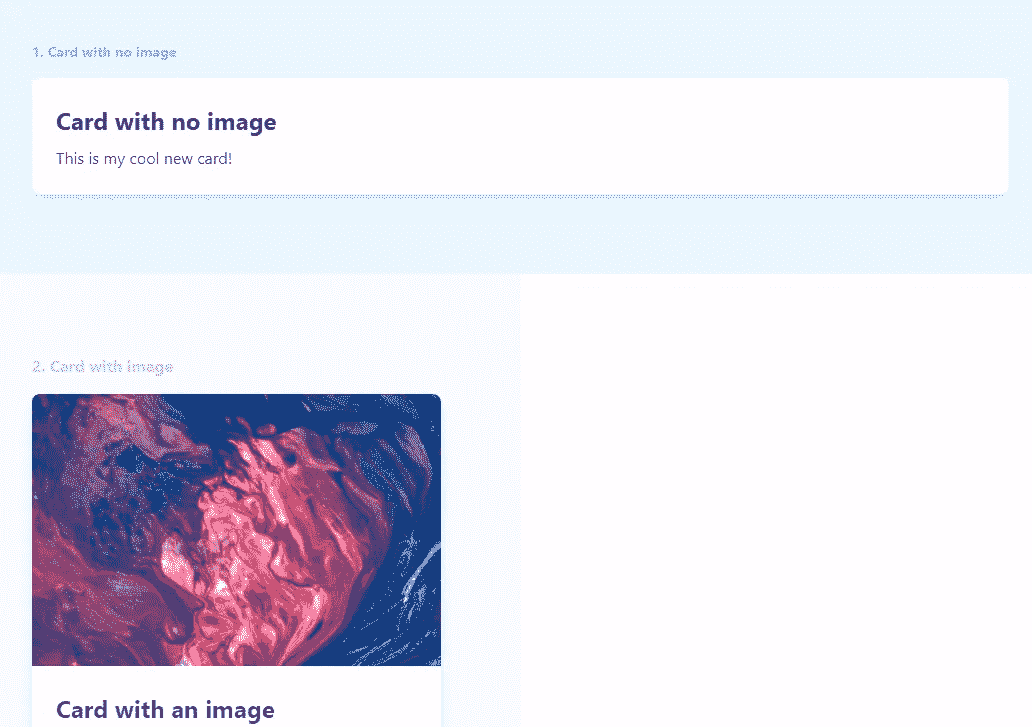 1. Card with no image
Card with no image
This is my cool new card!
2. Card with image
Card with an image